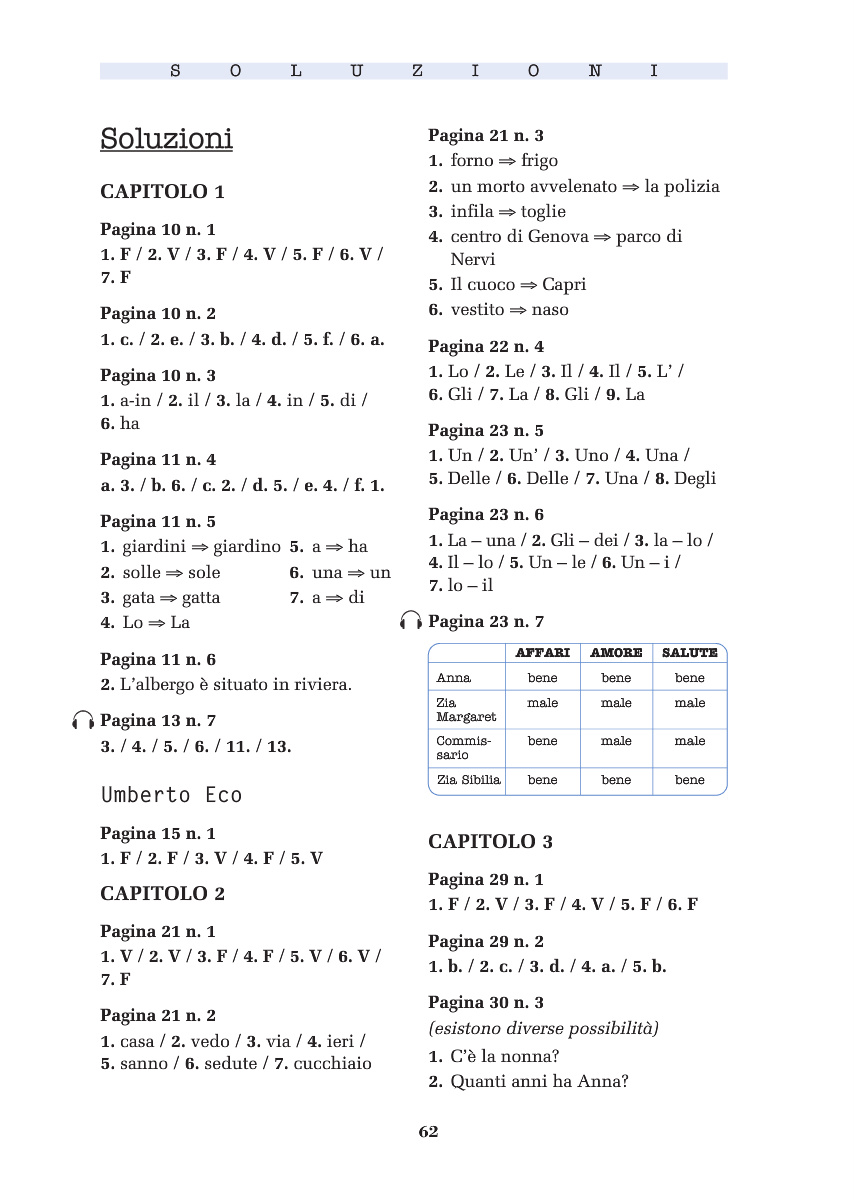 S O L U Z I O N I
Soluzioni
CAPITOLO 1
Pagina 10 n. 1
1. F / 2. V / 3. F / 4. V / 5. F / 6. V /
7. F
Pagina 10 n. 2
1. c. / 2. e. / 3. b. / 4. d. / 5. f. / 6. a.
Pagina 10 n. 3
1. a-in / 2. il / 3. la / 4. in / 5. di /
6. ha
Pagina 11 n. 4
a. 3. / b. 6. / c. 2. / d. 5. / e. 4. / f. 1.
Pagina 11 n. 5
1. giardini ⇒ giardino 5. a ⇒ ha
2. solle ⇒ sole 6. una ⇒ un
3. gata ⇒ gatta 7. a ⇒ di
4. Lo ⇒ La
Pagina 11 n. 6
2. L’albergo è situato in riviera.
Pagina 13 n. 7
3. / 4. / 5. / 6. / 11. / 13.
Umberto Eco
Pagina 15 n. 1
1. F / 2. F / 3. V / 4. F / 5. V
CAPITOLO 2
Pagina 21 n. 1
1. V / 2. V / 3. F / 4. F / 5. V / 6. V /
7. F
Pagina 21 n. 2
1. casa / 2. vedo / 3. via / 4. ieri /
5. sanno / 6. sedute / 7. cucchiaio
Pagina 21 n. 3
1. forno ⇒ frigo
2. un morto avvelenato ⇒ la polizia
3. infila ⇒ toglie
4. centro di Genova ⇒ parco di
Nervi
5. Il cuoco ⇒ Capri
6. vestito ⇒ naso
Pagina 22 n. 4
1. Lo / 2. Le / 3. Il / 4. Il / 5. L’ /
6. Gli / 7. La / 8. Gli / 9. La
Pagina 23 n. 5
1. Un / 2. Un’ / 3. Uno / 4. Una /
5. Delle / 6. Delle / 7. Una / 8. Degli
Pagina 23 n. 6
1. La – una / 2. Gli – dei / 3. la – lo /
4. Il – lo / 5. Un – le / 6. Un – i /
7. lo – il
Pagina 23 n. 7
AFFARI AMORE SALUTE
Anna bene bene bene
Zia male male male
Margaret
Commis- bene male male
sario
Zia Sibilia bene bene bene
CAPITOLO 3
Pagina 29 n. 1
1. F / 2. V / 3. F / 4. V / 5. F / 6. F
Pagina 29 n. 2
1. b. / 2. c. / 3. d. / 4. a. / 5. b.
Pagina 30 n. 3
(esistono diverse possibilità)
1. C’è la nonna?
2. Quanti anni ha Anna?
62